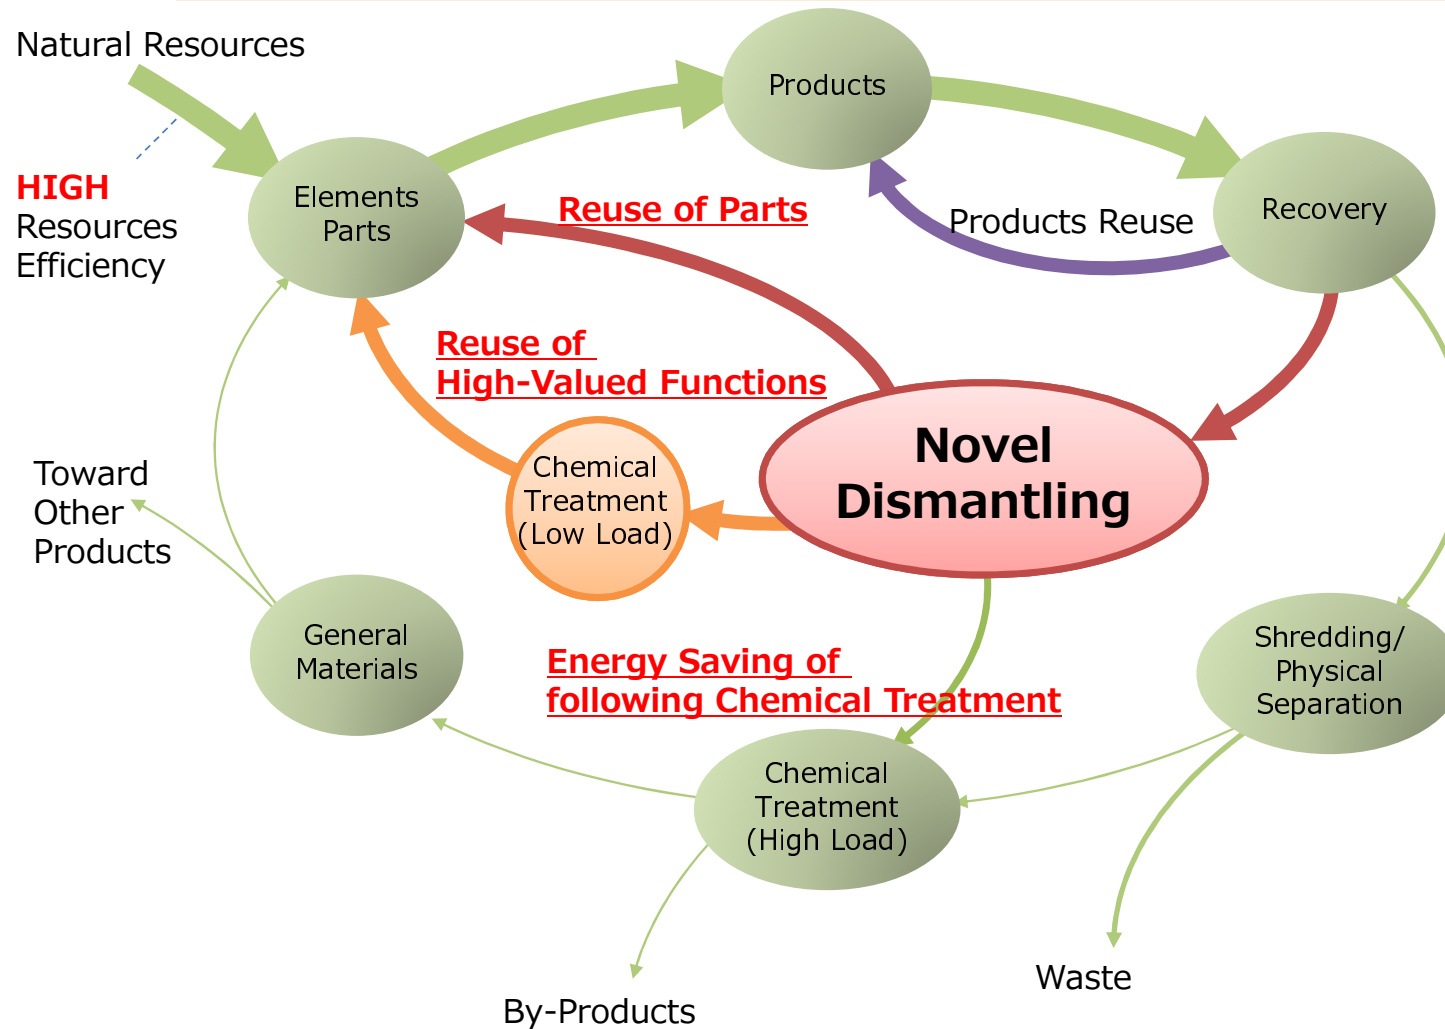 Natural Resources
HIGH
Resources
Efficiency
Elements
Parts
Products
Recovery
Reuse of Parts
Products Reuse
Reuse of
High-Valued Functions
Novel
Dismantling
Chemical
Treatment
(Low Load)
Toward
Other
Products
General
Materials
Energy Saving of
following Chemical Treatment
Shredding/
Physical
Separation
Chemical
Treatment
(High Load)
Waste
By-Products